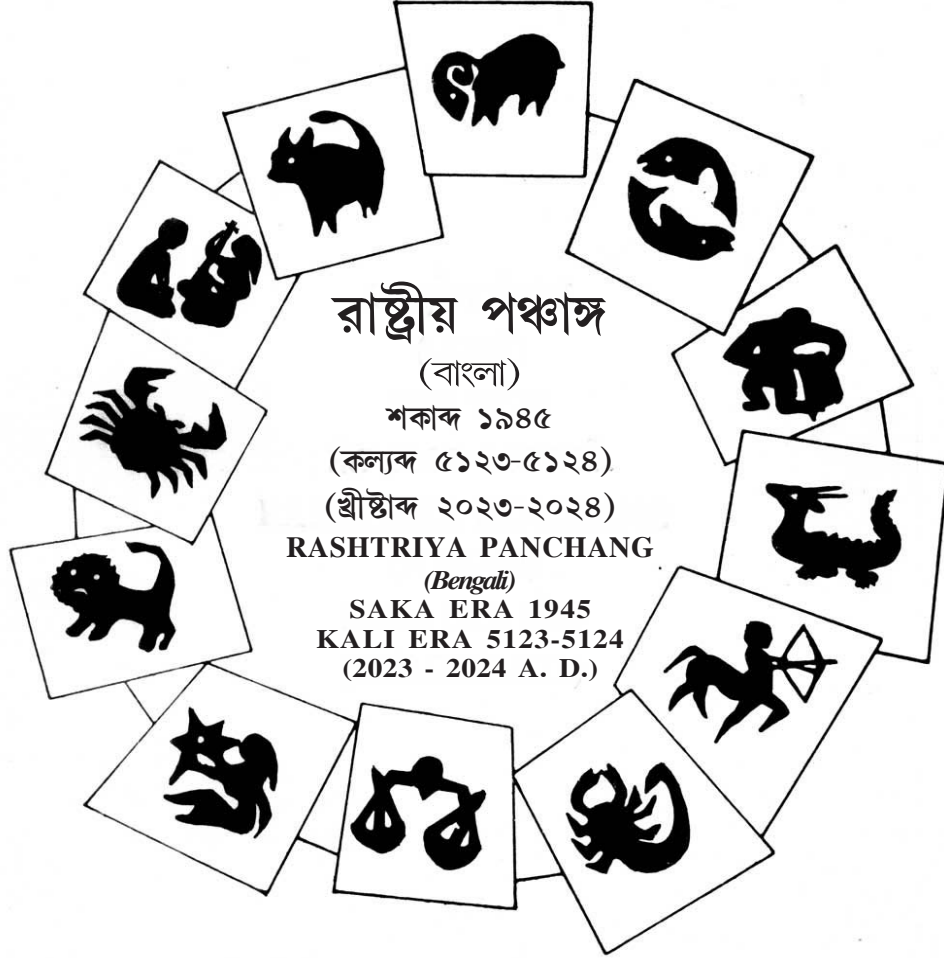 রাষ্ট্রীয় পঞ্চাঙ্গ
(বাংলা)
শকাব্দ ১৯৪৫
(কল্যব্দ ৫১২৩-৫১২৪)
(খ্রীষ্টাব্দ ২০২৩-২০২৪)
RASHTRIYA PANCHANG
(Bengali)
SAKA ERA 1945
KALI ERA 5123-5124
(2023 - 2024 A. D.)